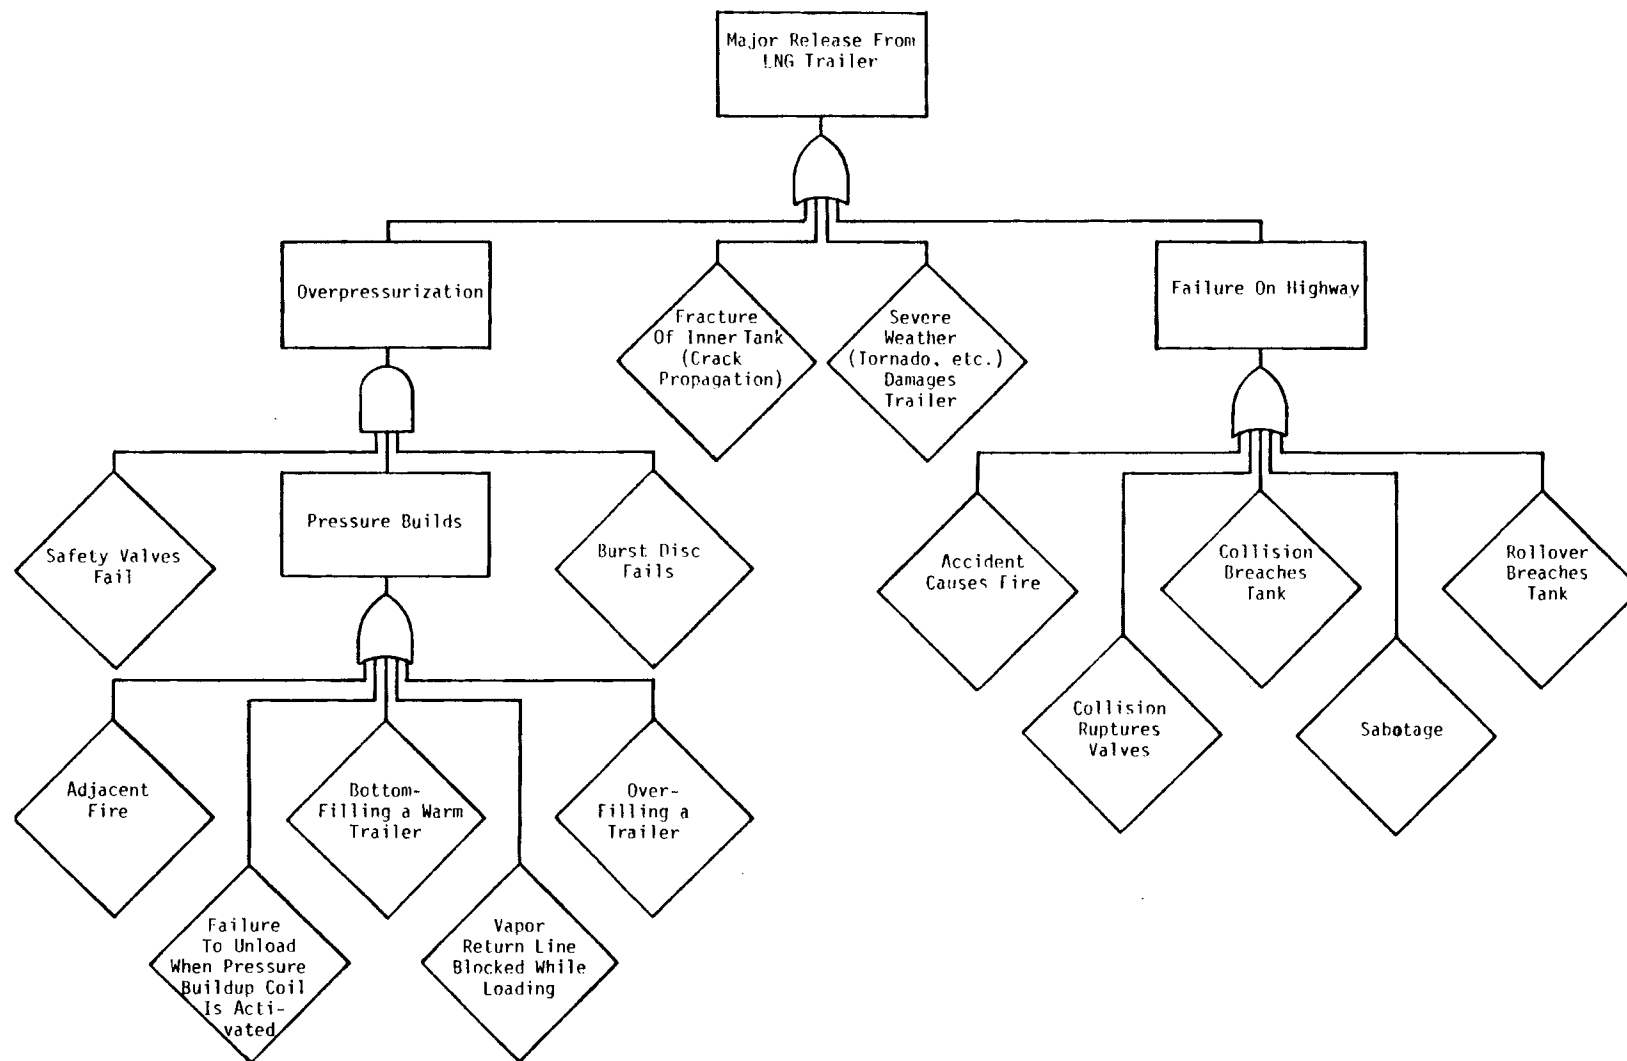 Major Release From
LNG Trailer
Overpressurization
Fracture
Of Inner Tank
(Crack
Propagation)
Severe
Weather
(Tornado, etc.)
Damages
Trailer
Failure On Highway
Safety Valves
Fail
Pressure Builds
Burst Disc
Fails
Accident
Causes Fire
Collision
Breaches
Tank
Rollover
Breaches
Tank
Collision
Ruptures
Valves
Sabotage
Adjacent
Fire
Bottom-
Filling a Warm
Trailer
Over-
Filling a
Trailer
Failure
To Unload
When Pressure
Buildup Coil
Is Acti-
vated
Vapor
Return Line
Blocked While
Loading